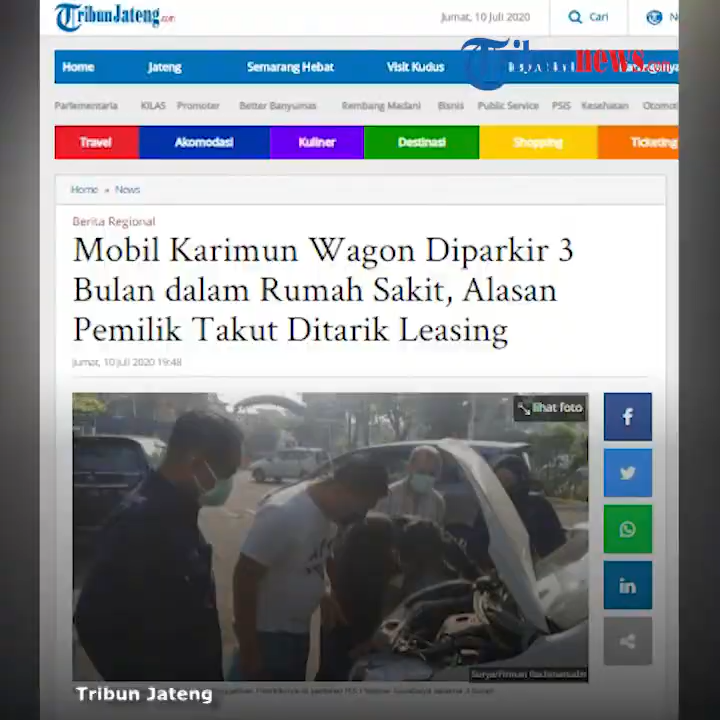 TribunJateng.com
Jumat, 10 Juli 2020
Cari
Tribunnews.com
Home Jateng Semarang Hebat Visit Kudus
Parlementaria KILAS Promoter Better Banyumas Rembang Madani Bisnis Public Service PSIS Kesehatan Otomot
Travel Akomodasi Kuliner Destinasi Shopping Ticketing
Home » News
Berita Regional
Mobil Karimun Wagon Diparkir 3
Bulan dalam Rumah Sakit, Alasan
Pemilik Takut Ditarik Leasing
Jumat, 10 Juli 2020 19:48
lihat foto
Surya/Firman Rachmanudin
Tribun Jateng